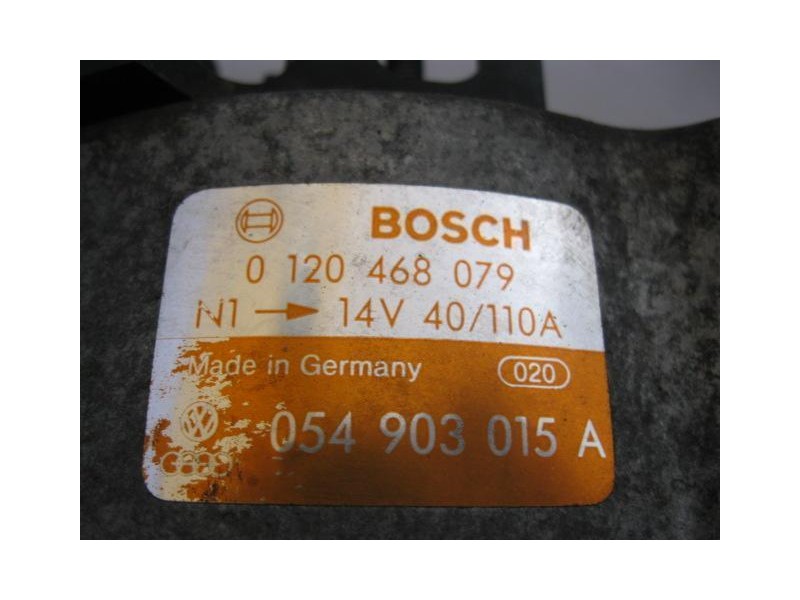 BOSCH
0 120 468 079
N1 → 14V 40/110A
Made in Germany 020
054 903 015 A